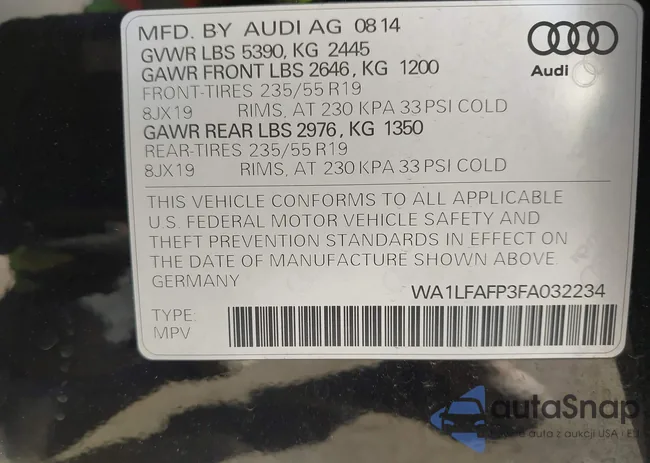 MFD. BY AUDI AG 08 14
GVWR LBS 5390, KG 2445
GAWR FRONT LBS 2646, KG 1200
FRONT-TIRES 235/55 R19
8JX19 RIMS, AT 230 KPA 33 PSI COLD
GAWR REAR LBS 2976, KG 1350
REAR-TIRES 235/55 R19
8JX19 RIMS, AT 230 KPA 33 PSI COLD
Audi
THIS VEHICLE CONFORMS TO ALL APPLICABLE
U.S. FEDERAL MOTOR VEHICLE SAFETY AND
THEFT PREVENTION STANDARDS IN EFFECT ON
THE DATE OF MANUFACTURE SHOWN ABOVE
GERMANY
WA1LFAFP3FA032234
TYPE:
MPV
autaSnap
auta z aukcji USA i EU